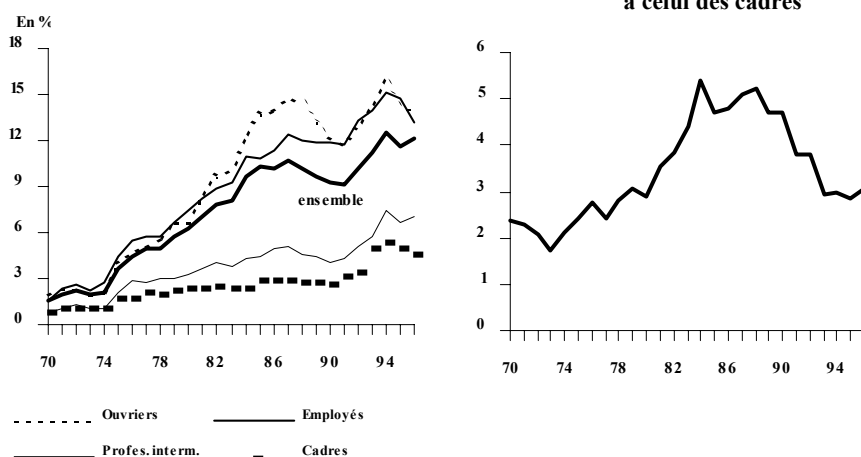 à celui des cadres
En %
18
15
12
9
6
3
0
ensemble
70 74 78 82 86 90 94
6
5
4
3
2
1
0
70 74 78 82 86 90 94
Ouvriers Employés
Profes.interm. Cadres